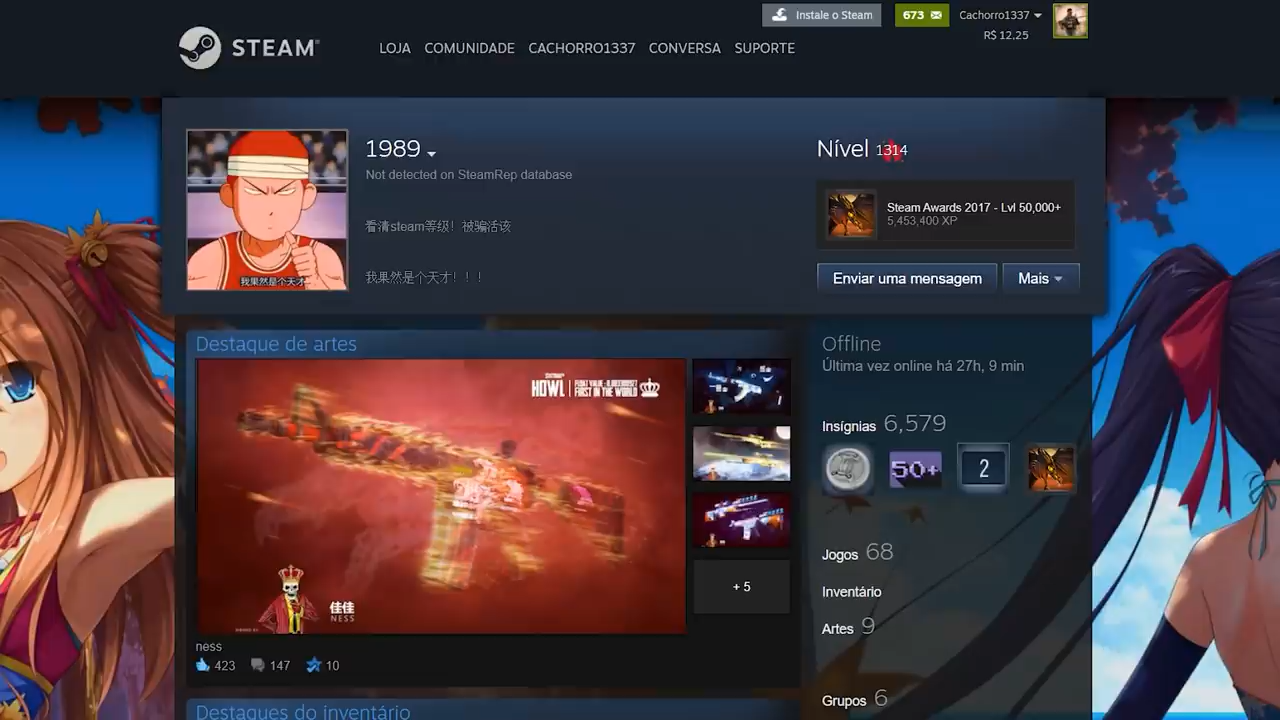 Instale o Steam
673
Cachorro1337
R$ 12,25
STEAM
LOJA COMUNIDADE CACHORRO1337 CONVERSA SUPORTE
1989
Not detected on SteamRep database
看清steam等级！被骗活该
我果然是个天才！！！
我果然是个天才
Nível 1314
Steam Awards 2017 - Lvl 50,000+
5,453,400 XP
Enviar uma mensagem
Mais
Destaque de artes
HOWL
FIRST IN THE WORLD
佳佳
NESS
+ 5
ness
423 147 10
Destaques do inventário
Offline
Última vez online há 27h, 9 min
Insígnias 6,579
50+
2
Jogos 68
Inventário
Artes 9
Grupos 6